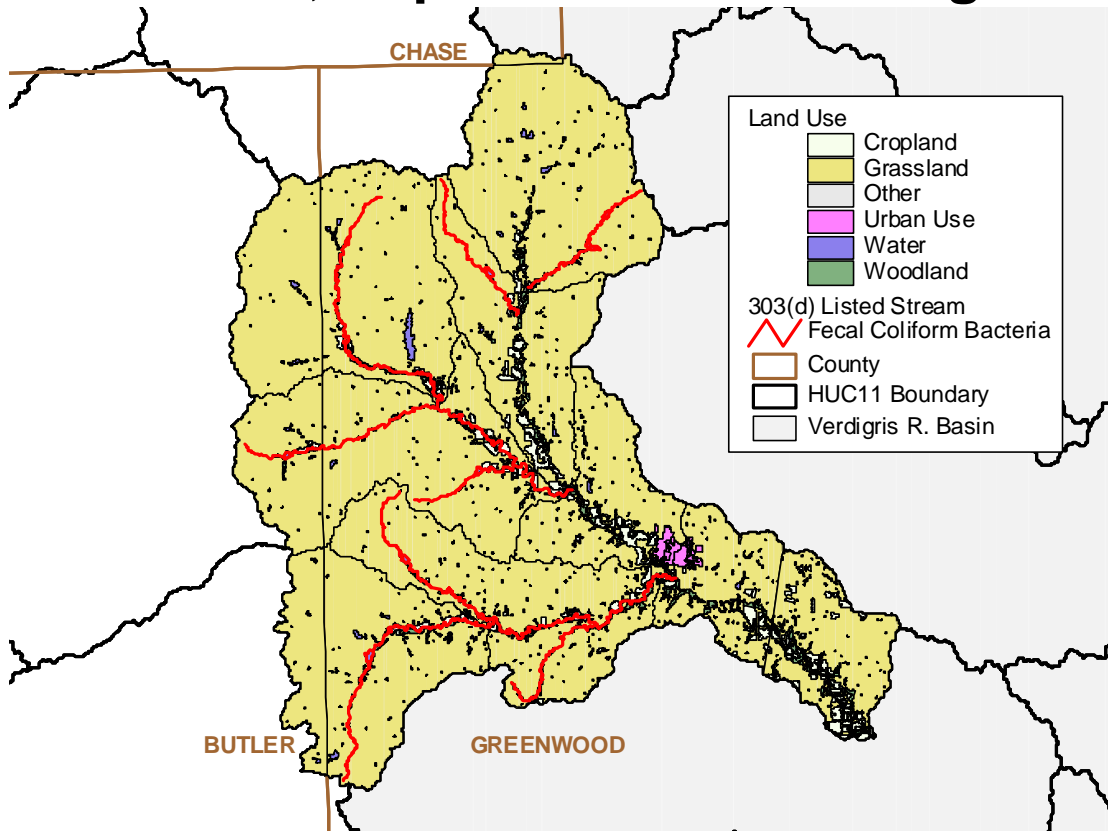 CHASE
Land Use
Cropland
Grassland
Other
Urban Use
Water
Woodland
303(d) Listed Stream
Fecal Coliform Bacteria
County
HUC11 Boundary
Verdigris R. Basin
BUTLER
GREENWOOD